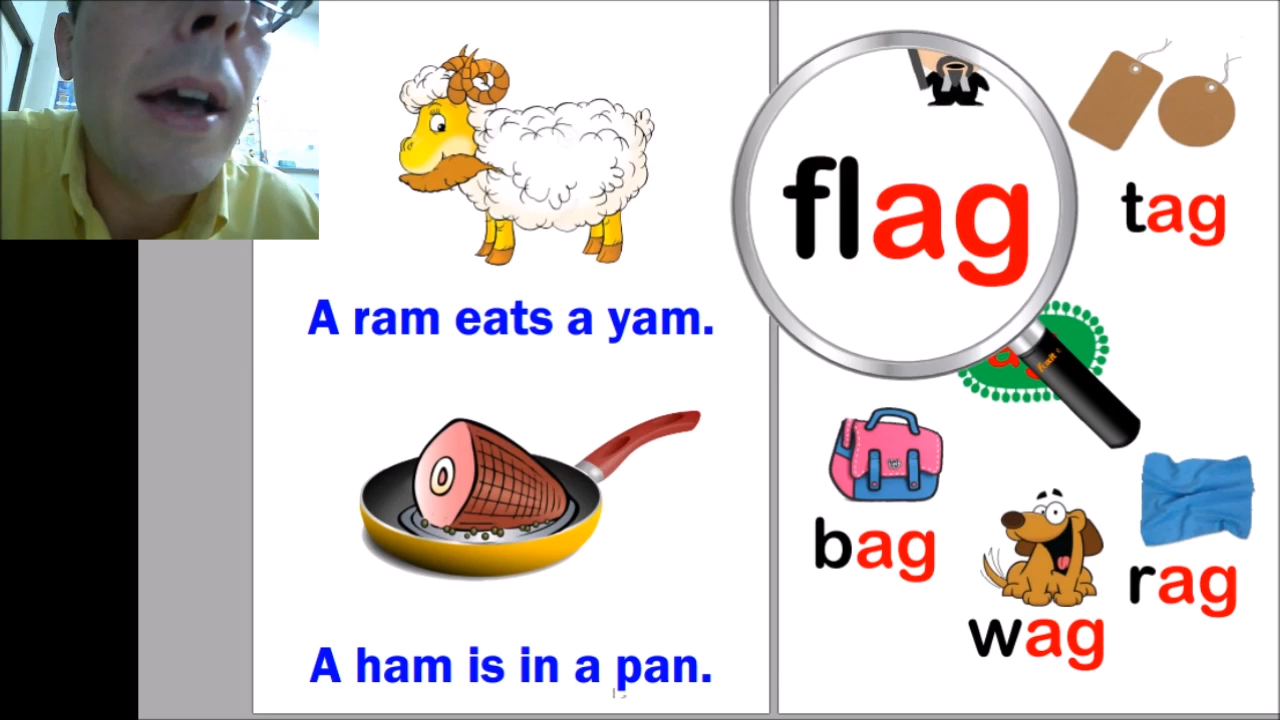 A ram eats a yam.
A ham is in a pan.
flag
tag
bag
wag
rag